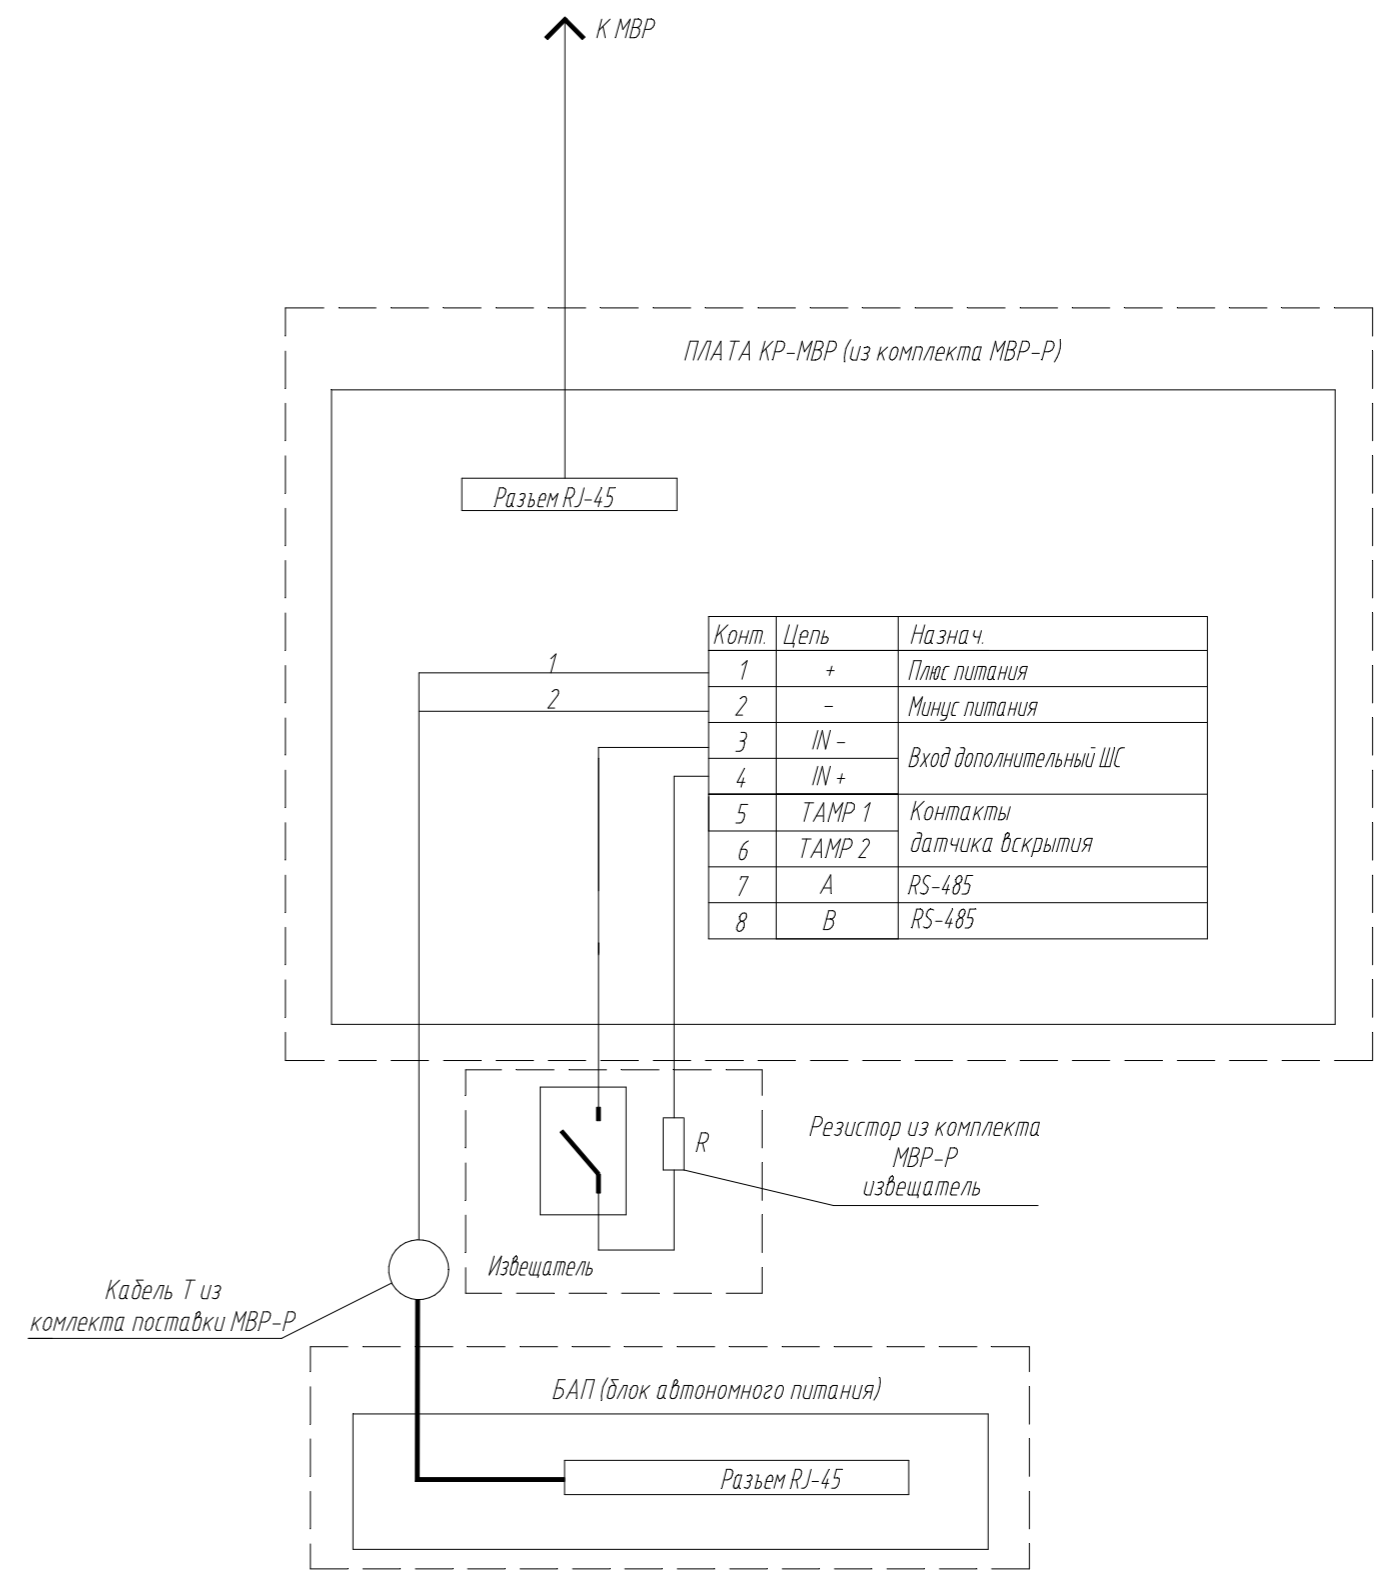 К МВР
ПЛАТА КР-МВР (из комплекта МВР-Р)
Разъем RJ-45
Конт. Цепь Назнач.
1
1 + Плюс питания
2
2 - Минус питания
3 IN -
Вход дополнительный ШС
4 IN +
5 TAMP 1 Контакты
6 TAMP 2 датчика вскрытия
7 A RS-485
8 B RS-485
R
Резистор из комплекта
МВР-Р
извещатель
Извещатель
Кабель Т из
комлекта поставки МВР-Р
БАП (блок автономного питания)
Разъем RJ-45